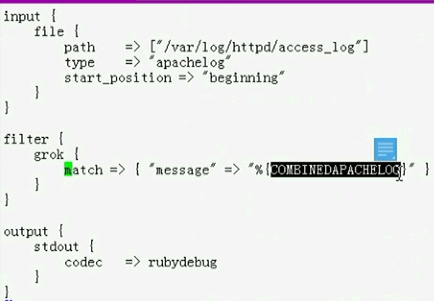 input {
    file {
        path    => ["/var/log/httpd/access_log"]
        type    => "apachelog"
        start_position => "beginning"
    }
}
filter {
    grok {
        match => { "message" => "%{COMBINEDAPACHELOG}" }
    }
}
output {
    stdout {
        codec   => rubydebug
    }
}